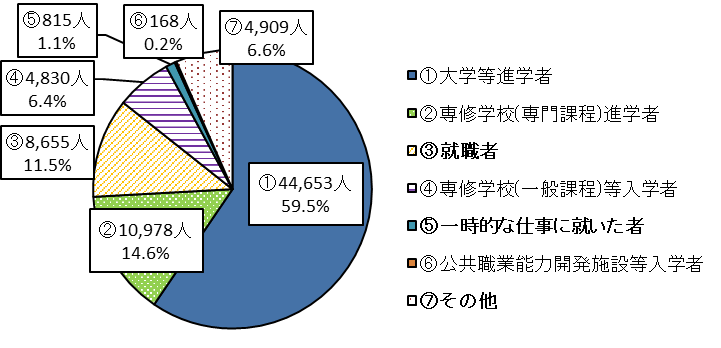 ⑤815人
1.1%
⑥168人
0.2%
⑦4,909人
6.6%
④4,830人
6.4%
③8,655人
11.5%
②10,978人
14.6%
①44,653人
59.5%
①大学等進学者
②専修学校(専門課程)進学者
③就職者
④専修学校(一般課程)等入学者
⑤一時的な仕事に就いた者
⑥公共職業能力開発施設等入学者
⑦その他